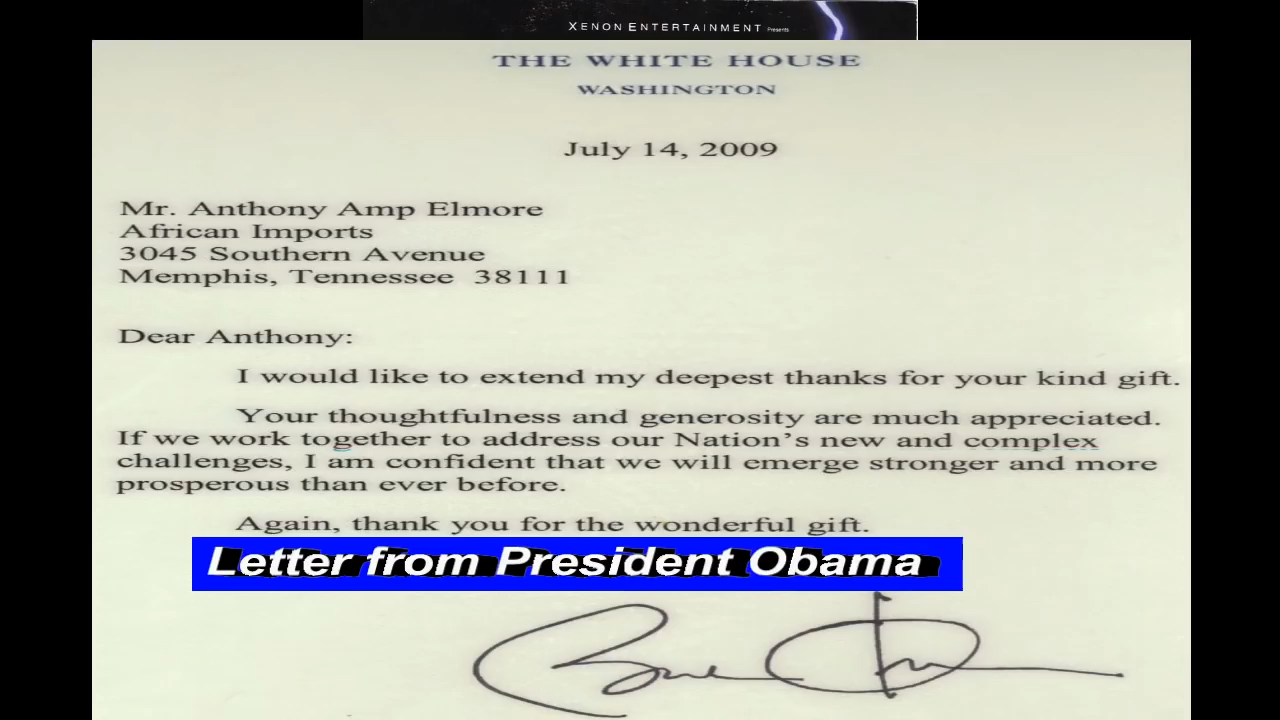 XENON ENTERTAINMENT Presents
THE WHITE HOUSE
WASHINGTON
July 14, 2009
Mr. Anthony Amp Elmore
African Imports
3045 Southern Avenue
Memphis, Tennessee 38111
Dear Anthony:
I would like to extend my deepest thanks for your kind gift.
Your thoughtfulness and generosity are much appreciated.
If we work together to address our Nation's new and complex
challenges, I am confident that we will emerge stronger and more
prosperous than ever before.
Again, thank you for the wonderful gift.
Letter from President Obama